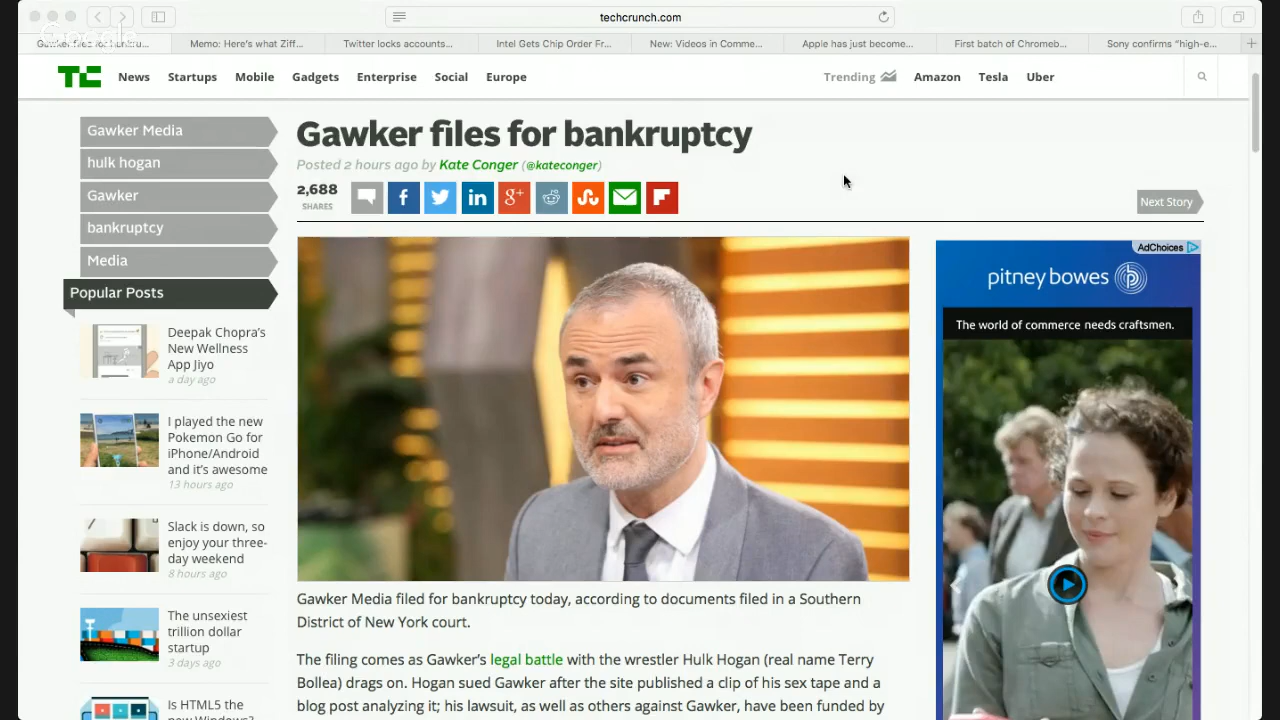 techcrunch.com
Google
Memo: Here's what Ziff...
Twitter locks accounts...
Intel Gets Chip Order Fr...
New: Videos in Comme...
Apple has just become...
First batch of Chromeb...
Sony confirms "high-e...
TC
News
Startups
Mobile
Gadgets
Enterprise
Social
Europe
Trending
Amazon
Tesla
Uber
Gawker Media
hulk hogan
Gawker
bankruptcy
Media
Popular Posts
Deepak Chopra's
New Wellness
App Jiyo
a day ago
I played the new
Pokemon Go for
iPhone/Android
and it's awesome
13 hours ago
Slack is down, so
enjoy your three-
day weekend
8 hours ago
The unsexiest
trillion dollar
startup
3 days ago
Is HTML5 the
new Windows?
Gawker files for bankruptcy
Posted 2 hours ago by Kate Conger (@kateconger)
2,688
SHARES
Next Story
AdChoices
pitney bowes
The world of commerce needs craftsmen.
Gawker Media filed for bankruptcy today, according to documents filed in a Southern
District of New York court.
The filing comes as Gawker's legal battle with the wrestler Hulk Hogan (real name Terry
Bollea) drags on. Hogan sued Gawker after the site published a clip of his sex tape and a
blog post analyzing it; his lawsuit, as well as others against Gawker, have been funded by